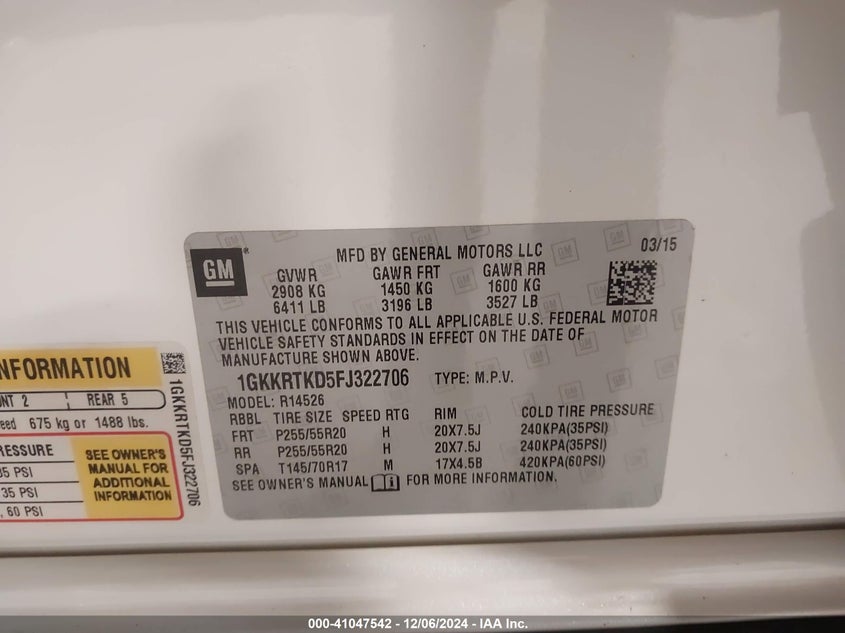 GM
MFD BY GENERAL MOTORS LLC
03/15
GVWR GAWR FRT GAWR RR
2908 KG 1450 KG 1600 KG
6411 LB 3196 LB 3527 LB
THIS VEHICLE CONFORMS TO ALL APPLICABLE U.S. FEDERAL MOTOR
VEHICLE SAFETY STANDARDS IN EFFECT ON THE DATE OF
MANUFACTURE SHOWN ABOVE.
1GKKRTKD5FJ322706 TYPE: M.P.V.
MODEL: R14526
RBBL TIRE SIZE SPEED RTG RIM COLD TIRE PRESSURE
FRT P255/55R20 H 20X7.5J 240KPA(35PSI)
RR P255/55R20 H 20X7.5J 240KPA(35PSI)
SPA T145/70R17 M 17X4.5B 420KPA(60PSI)
SEE OWNER'S MANUAL FOR MORE INFORMATION.
NFORMATION
NT 2 REAR 5
eed 675 kg or 1488 lbs.
RESSURE
35 PSI
35 PSI
, 60 PSI
SEE OWNER'S
MANUAL FOR
ADDITIONAL
INFORMATION
1GKKRTKD5FJ322706
000-41047542 - 12/06/2024 - IAA Inc.